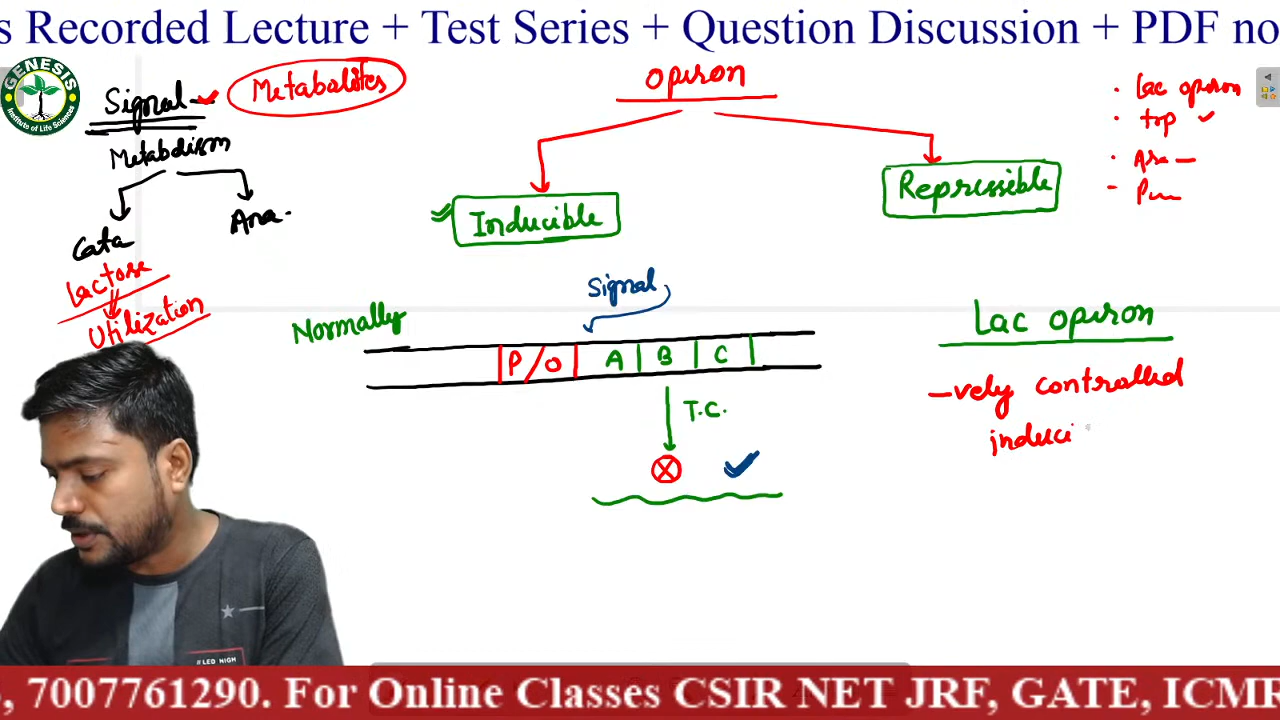 s Recorded Lecture + Test Series + Question Discussion + PDF no
GENESIS
Institute of Life Sciences
Signal
Metabolites
Metabolism
Cata
Ana.
Lactose
Utilization
Operon
Inducible
Repressible
• Lac operon
• trp
• Ara
Normally
Signal
P/O A B C
T.C.
Lac operon
-vely controlled
induci
// LED NIGH
, 7007761290. For Online Classes CSIR NET JRF, GATE, ICMR